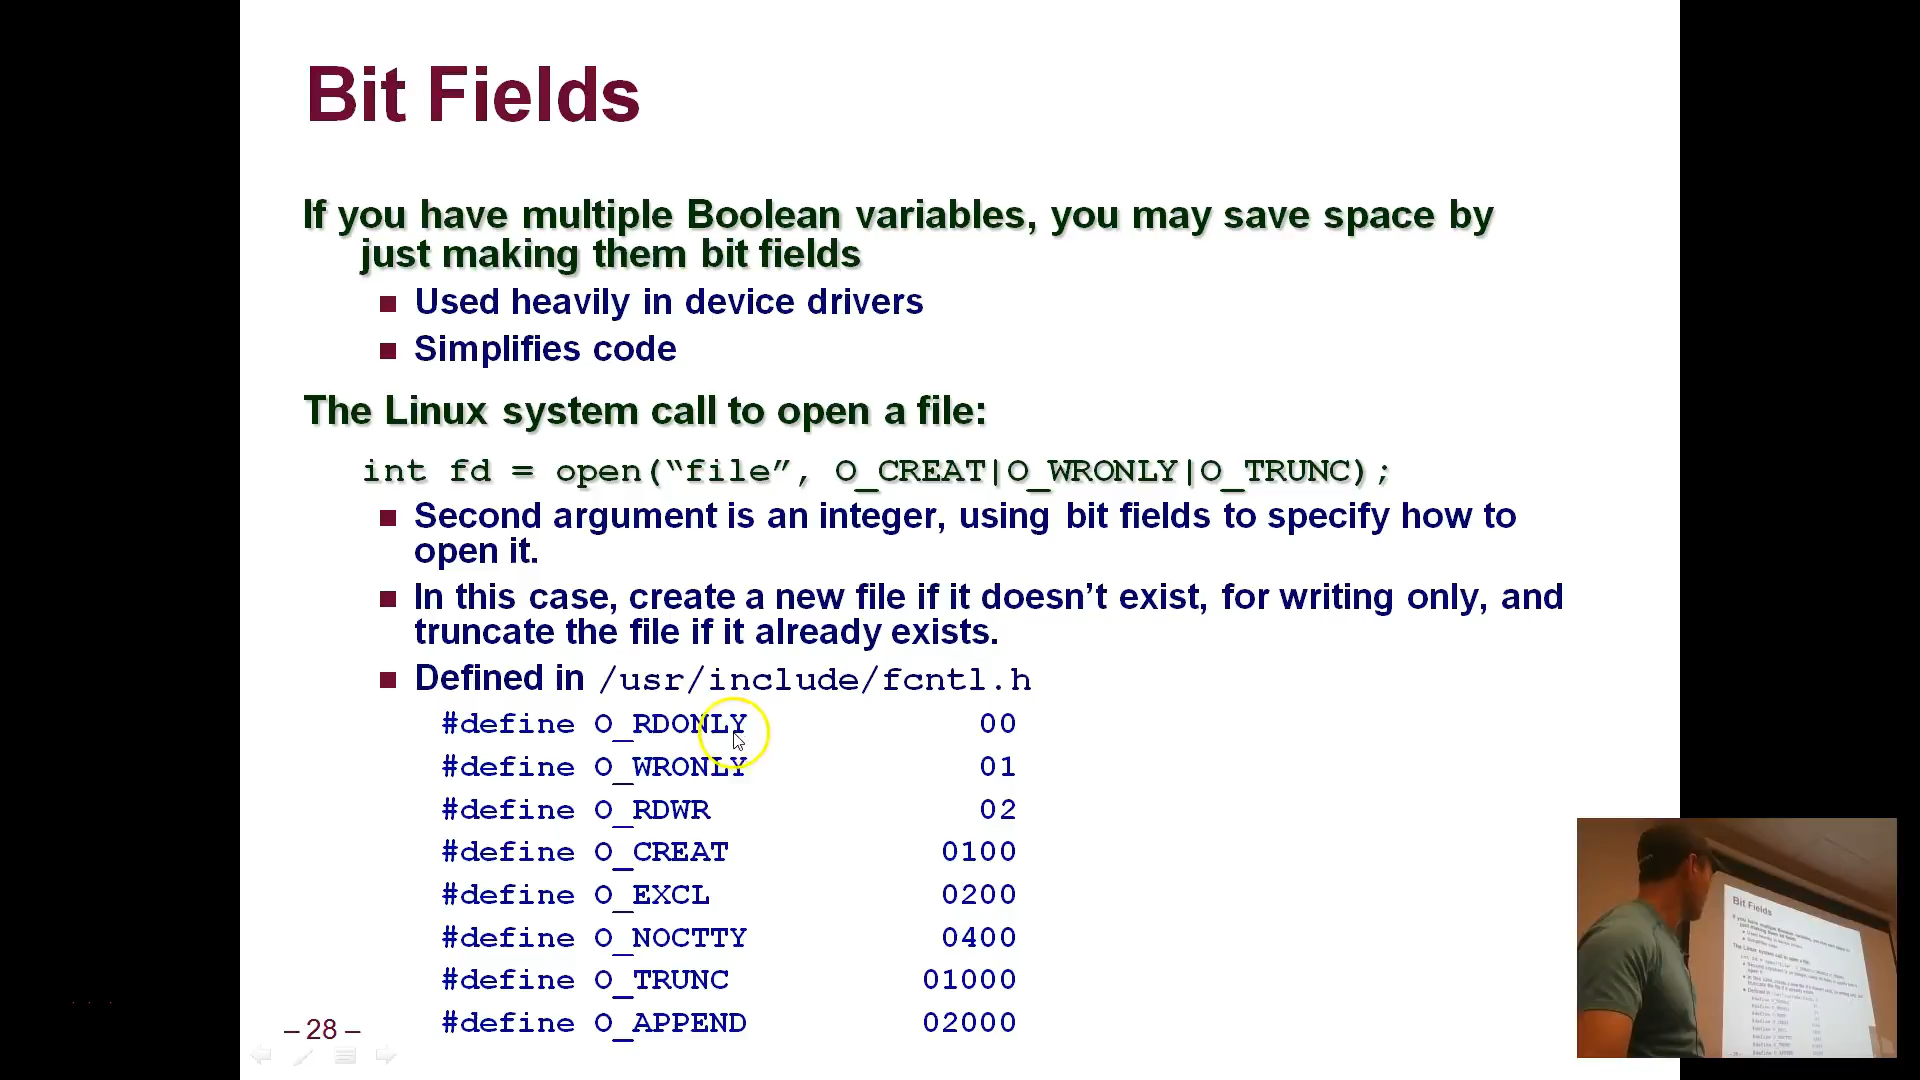 Bit Fields
If you have multiple Boolean variables, you may save space by
just making them bit fields
■ Used heavily in device drivers
■ Simplifies code
The Linux system call to open a file:
int fd = open(“file”, O_CREAT|O_WRONLY|O_TRUNC);
■ Second argument is an integer, using bit fields to specify how to
open it.
■ In this case, create a new file if it doesn’t exist, for writing only, and
truncate the file if it already exists.
■ Defined in /usr/include/fcntl.h
#define O_RDONLY 00
#define O_WRONLY 01
#define O_RDWR 02
#define O_CREAT 0100
#define O_EXCL 0200
#define O_NOCTTY 0400
#define O_TRUNC 01000
#define O_APPEND 02000
– 28 –
Bit Fields